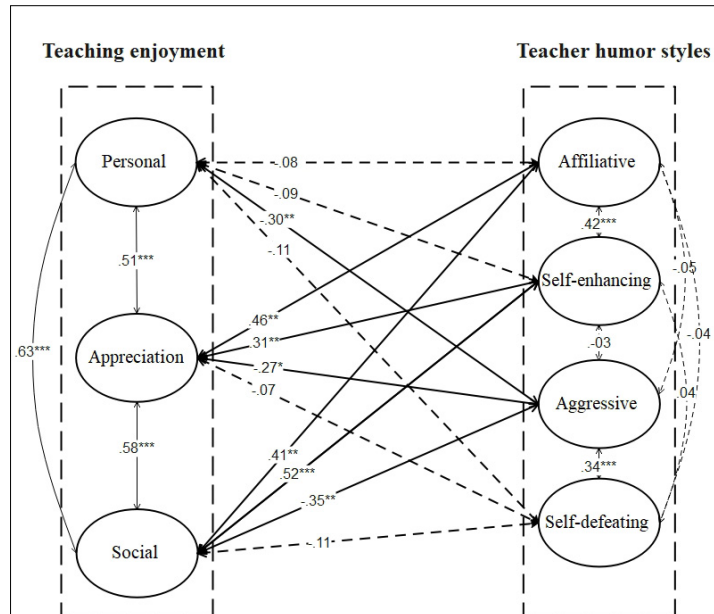 Teaching enjoyment
Teacher humor styles
Personal
Affiliative
-.08
-.09
-.30**
-.11
.42***
.51***
Self-enhancing
-.05
.46**
.31**
-.03
-.04
.63***
Appreciation
-.27*
-.07
Aggressive
.04
.58***
.41**
.52***
.34***
-.35**
Self-defeating
Social
-.11